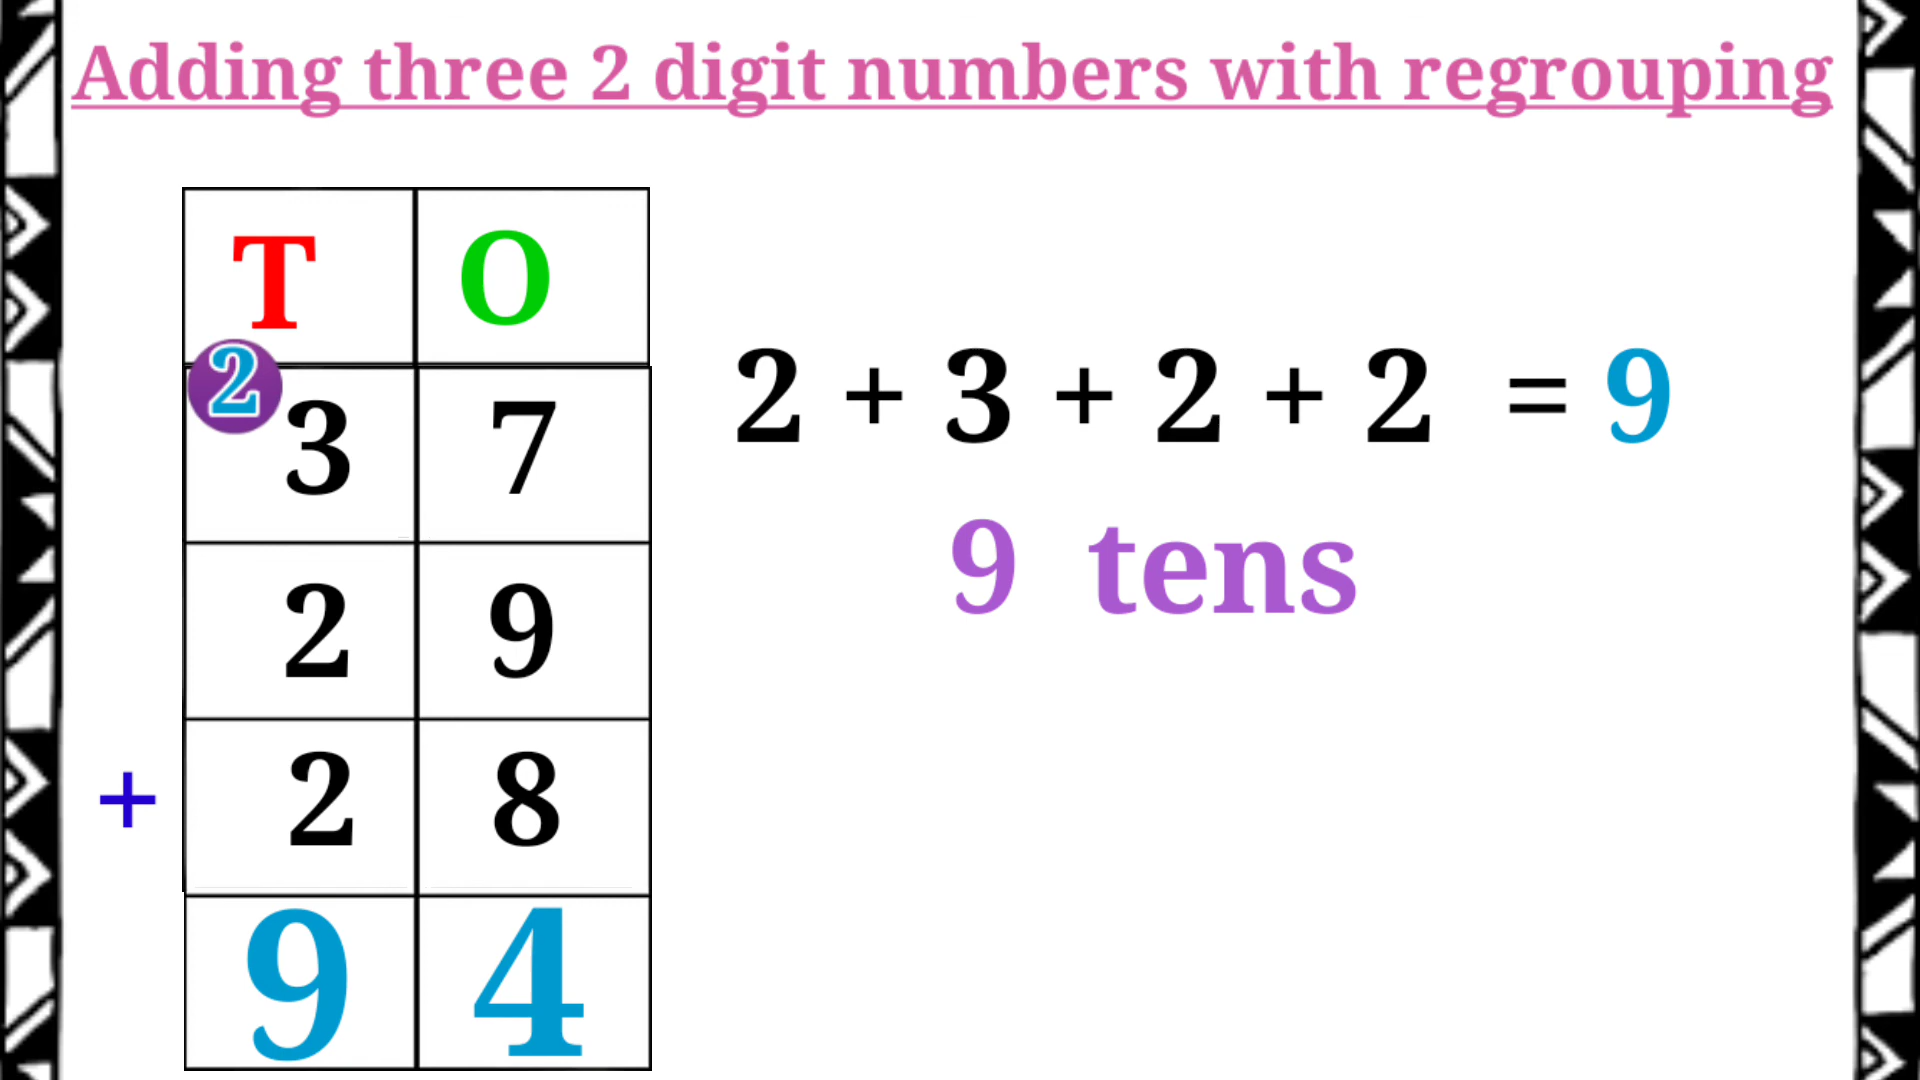 Adding three 2 digit numbers with regrouping
T O
2
3 7
2 9
+ 2 8
9 4
2 + 3 + 2 + 2 = 9
9 tens